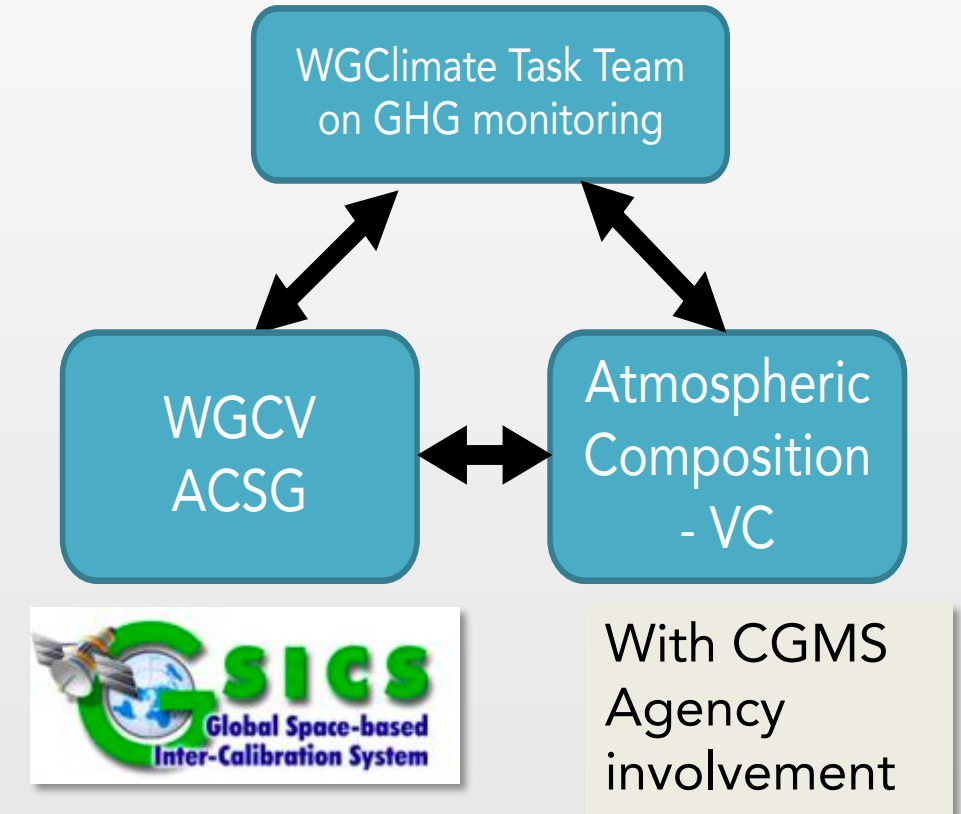 WGClimate Task Team
on GHG monitoring
WGCV
ACSG
Atmospheric
Composition
- VC
GSICS
Global Space-based
Inter-Calibration System
With CGMS
Agency
involvement